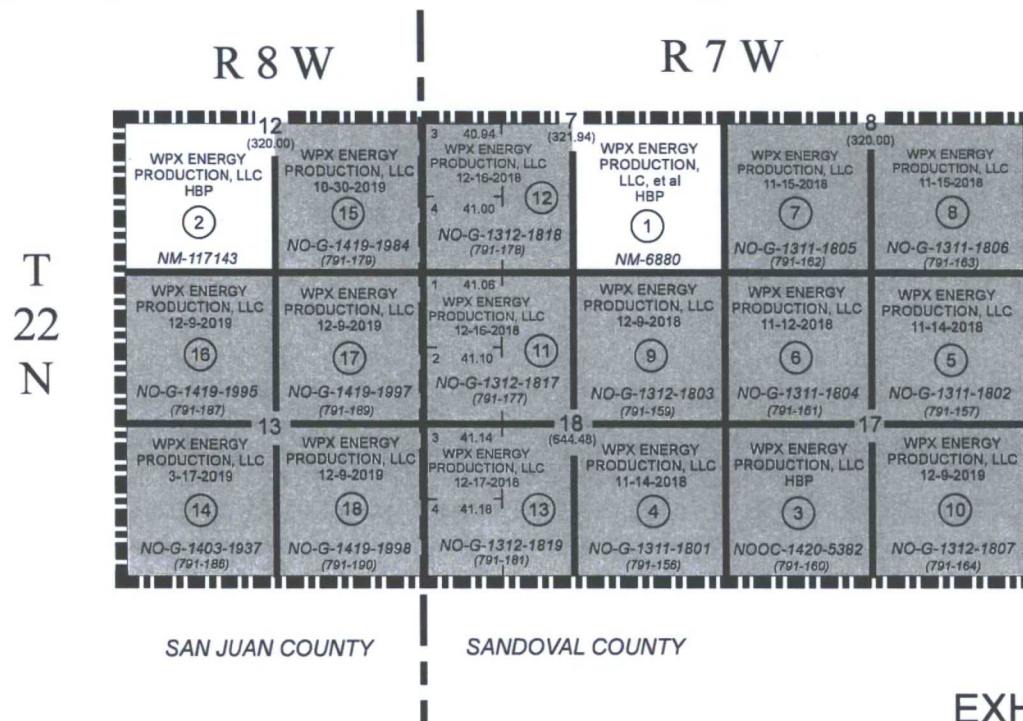 R 8 W
R 7 W
T
22
N
12
(320.00)
7
(321.94)
8
(320.00)
WPX ENERGY
PRODUCTION, LLC
HBP
2
NM-117143
WPX ENERGY
PRODUCTION, LLC
10-30-2019
15
NO-G-1419-1984
(791-179)
3 40.94
WPX ENERGY
PRODUCTION, LLC
12-16-2018
4 41.00
12
NO-G-1312-1818
(791-178)
WPX ENERGY
PRODUCTION,
LLC, et al
HBP
1
NM-6880
WPX ENERGY
PRODUCTION, LLC
11-15-2018
7
NO-G-1311-1805
(791-162)
WPX ENERGY
PRODUCTION, LLC
11-15-2018
8
NO-G-1311-1806
(791-163)
WPX ENERGY
PRODUCTION, LLC
12-9-2019
16
NO-G-1419-1995
(791-187)
WPX ENERGY
PRODUCTION, LLC
12-9-2019
17
NO-G-1419-1997
(791-189)
1 41.06
WPX ENERGY
PRODUCTION, LLC
12-16-2018
2 41.10
11
NO-G-1312-1817
(791-177)
WPX ENERGY
PRODUCTION, LLC
12-9-2018
9
NO-G-1312-1803
(791-159)
WPX ENERGY
PRODUCTION, LLC
11-12-2018
6
NO-G-1311-1804
(791-161)
WPX ENERGY
PRODUCTION, LLC
11-14-2018
5
NO-G-1311-1802
(791-157)
13
18
(644.48)
17
WPX ENERGY
PRODUCTION, LLC
3-17-2019
14
NO-G-1403-1937
(791-186)
WPX ENERGY
PRODUCTION, LLC
12-9-2019
18
NO-G-1419-1998
(791-190)
3 41.14
WPX ENERGY
PRODUCTION, LLC
12-17-2018
4 41.18
13
NO-G-1312-1819
(791-181)
WPX ENERGY
PRODUCTION, LLC
11-14-2018
4
NO-G-1311-1801
(791-156)
WPX ENERGY
PRODUCTION, LLC
HBP
3
NOOC-1420-5382
(791-160)
WPX ENERGY
PRODUCTION, LLC
12-9-2018
10
NO-G-1312-1807
(791-164)
SAN JUAN COUNTY
SANDOVAL COUNTY
EXH